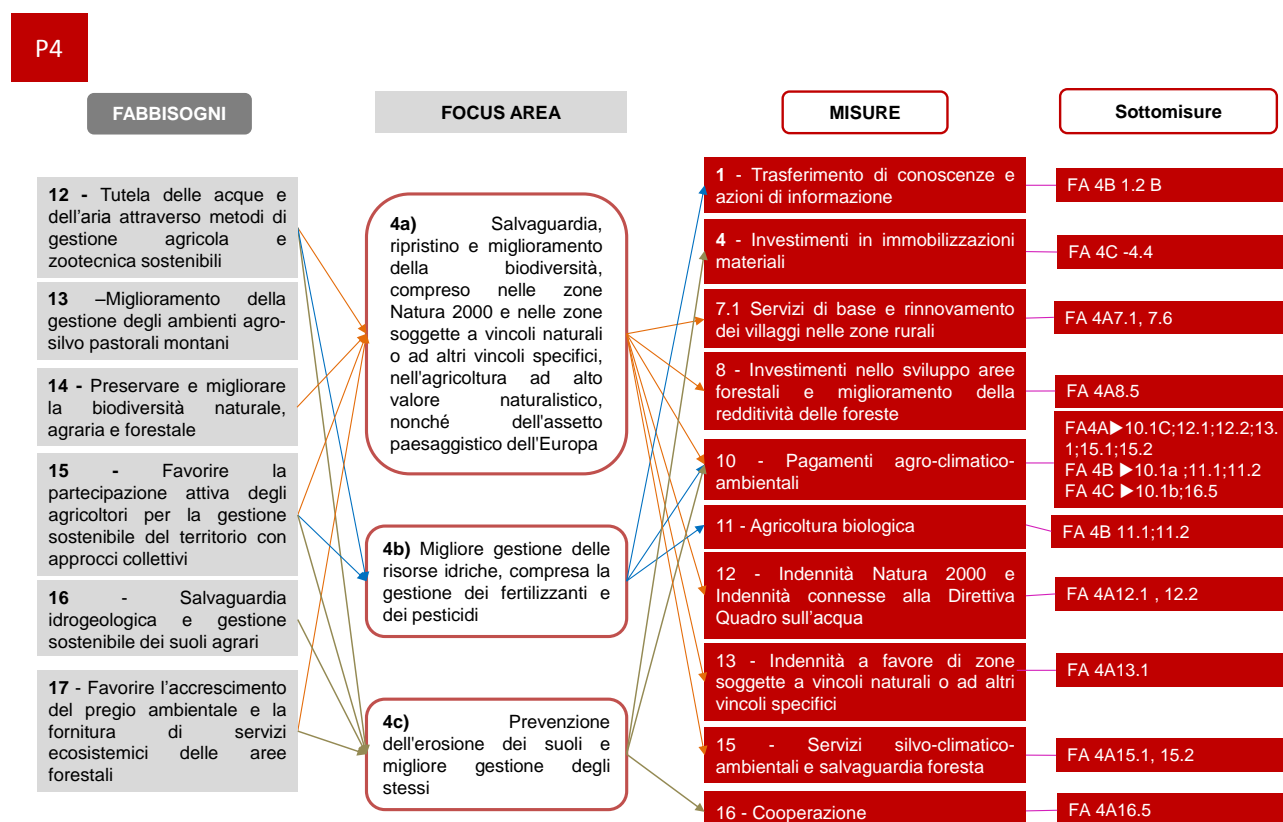 P4
FABBISOGNI
FOCUS AREA
MISURE
Sottomisure
12 - Tutela delle acque e
dell'aria attraverso metodi di
gestione agricola e
zootecnica sostenibili
13 –Miglioramento della
gestione degli ambienti agro-
silvo pastorali montani
14 - Preservare e migliorare
la biodiversità naturale,
agraria e forestale
15 - Favorire la
partecipazione attiva degli
agricoltori per la gestione
sostenibile del territorio con
approcci collettivi
16 - Salvaguardia
idrogeologica e gestione
sostenibile dei suoli agrari
17 - Favorire l'accrescimento
del pregio ambientale e la
fornitura di servizi
ecosistemici delle aree
forestali
4a) Salvaguardia,
ripristino e miglioramento
della biodiversità,
compreso nelle zone
Natura 2000 e nelle zone
soggette a vincoli naturali
o ad altri vincoli specifici,
nell'agricoltura ad alto
valore naturalistico,
nonché dell'assetto
paesaggistico dell'Europa
4b) Migliore gestione delle
risorse idriche, compresa la
gestione dei fertilizzanti e
dei pesticidi
4c) Prevenzione
dell'erosione dei suoli e
migliore gestione degli
stessi
1 - Trasferimento di conoscenze e
azioni di informazione
4 - Investimenti in immobilizzazioni
materiali
7.1 Servizi di base e rinnovamento
dei villaggi nelle zone rurali
8 - Investimenti nello sviluppo aree
forestali e miglioramento della
redditività delle foreste
10 - Pagamenti agro-climatico-
ambientali
11 - Agricoltura biologica
12 - Indennità Natura 2000 e
Indennità connesse alla Direttiva
Quadro sull'acqua
13 - Indennità a favore di zone
soggette a vincoli naturali o ad altri
vincoli specifici
15 - Servizi silvo-climatico-
ambientali e salvaguardia foresta
16 - Cooperazione
FA 4B 1.2 B
FA 4C -4.4
FA 4A7.1, 7.6
FA 4A8.5
FA4A▶10.1C;12.1;12.2;13.
1;15.1;15.2
FA 4B ▶10.1a ;11.1;11.2
FA 4C ▶10.1b;16.5
FA 4B 11.1;11.2
FA 4A12.1 , 12.2
FA 4A13.1
FA 4A15.1, 15.2
FA 4A16.5